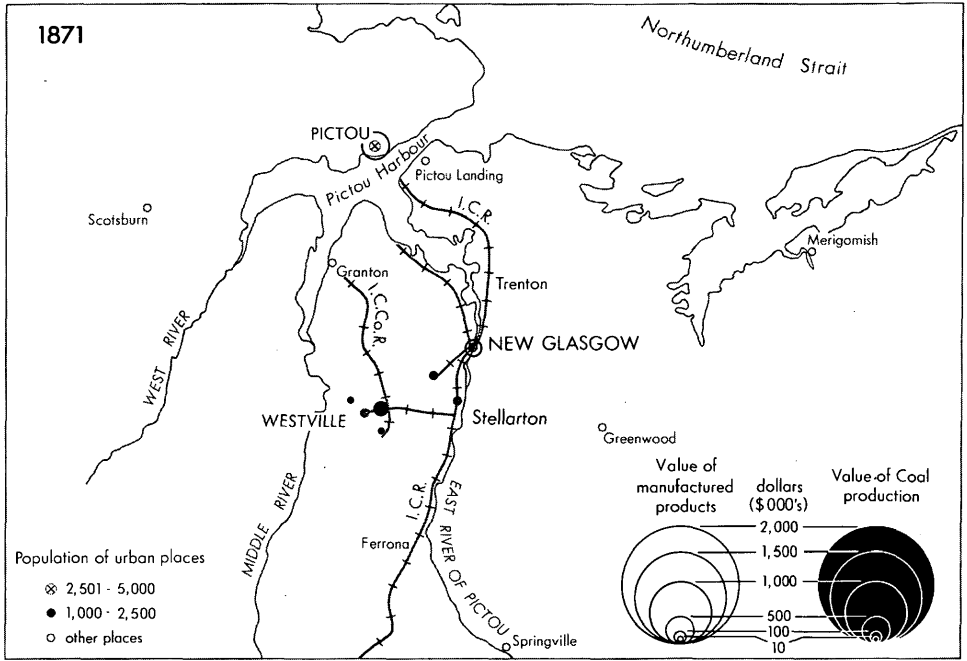 1871
Northumberland Strait
PICTOU
Pictou Harbour
Pictou Landing
I.C.R.
Scotsburn
Merigomish
Granton
Trenton
I.C.Co.R.
NEW GLASGOW
WEST RIVER
WESTVILLE
Stellarton
Greenwood
MIDDLE RIVER
I.C.R.
EAST RIVER OF PICTOU
Ferrona
Springville
Population of urban places
2,501 - 5,000
1,000 - 2,500
other places
Value of
manufactured
products
dollars
($000's)
Value of Coal
production
2,000
1,500
1,000
500
100
10